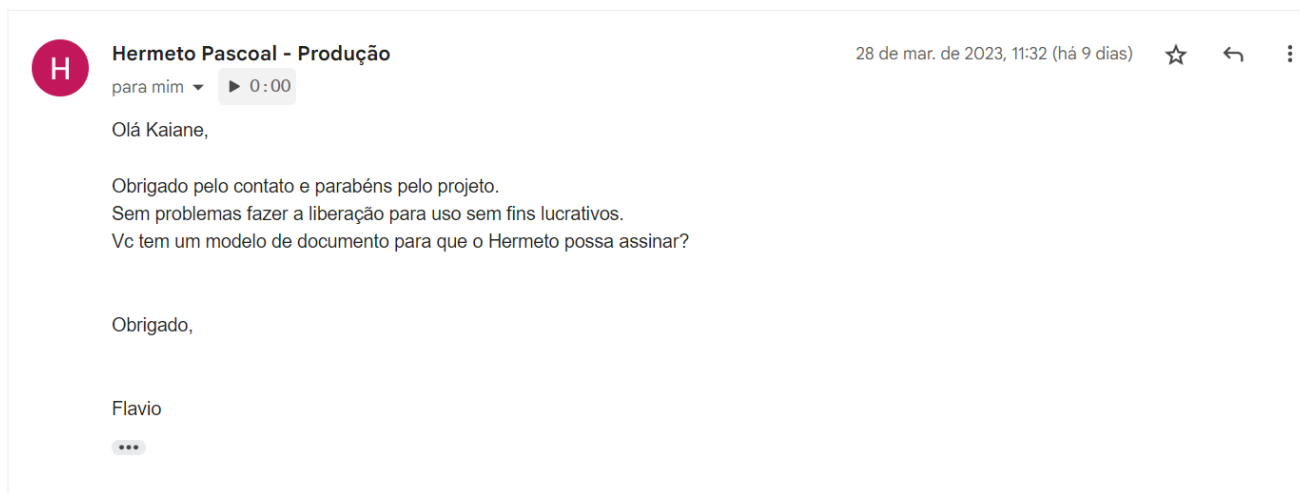 H
Hermeto Pascoal - Produção
28 de mar. de 2023, 11:32 (há 9 dias)
para mim
0:00
Olá Kaiane,
Obrigado pelo contato e parabéns pelo projeto.
Sem problemas fazer a liberação para uso sem fins lucrativos.
Vc tem um modelo de documento para que o Hermeto possa assinar?
Obrigado,
Flavio